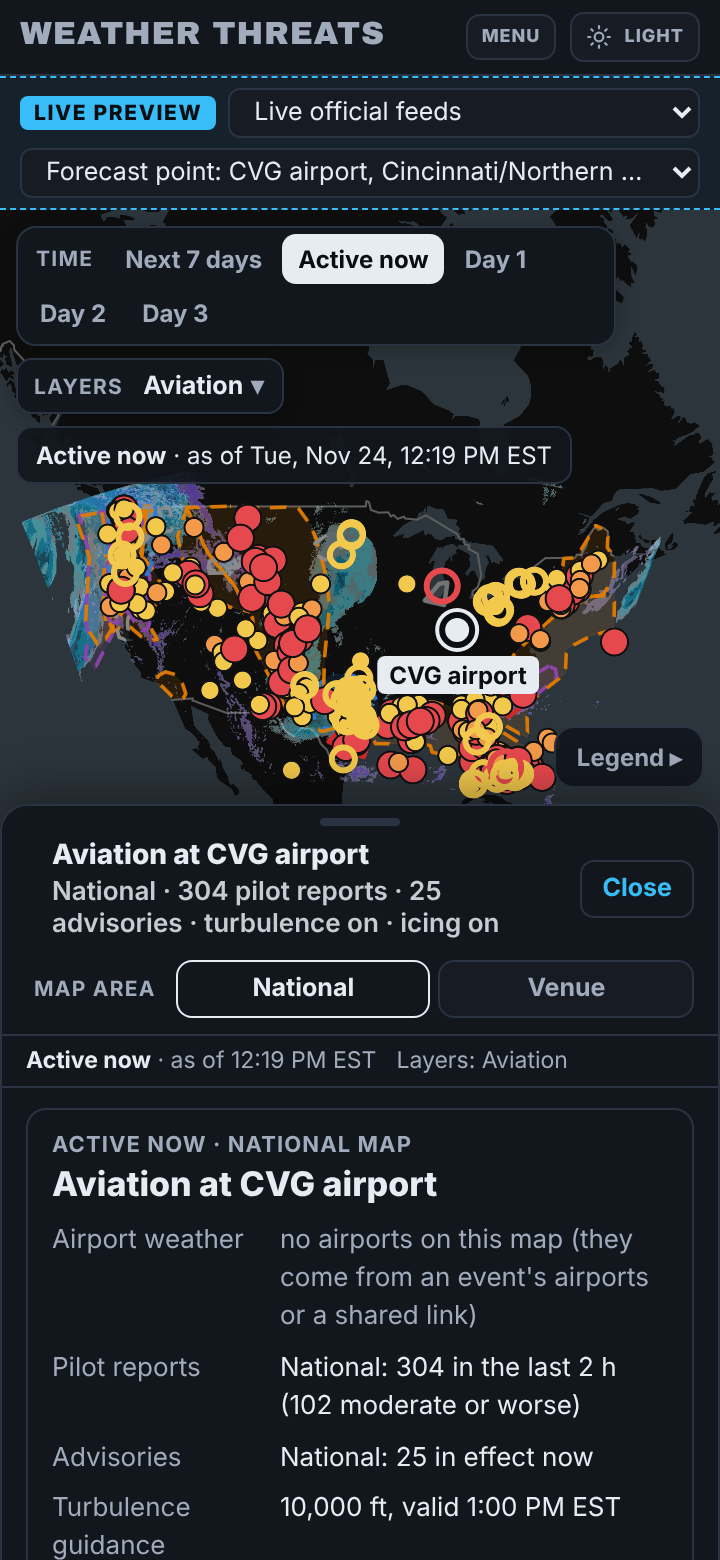 WEATHER THREATS
MENU
LIGHT
LIVE PREVIEW
Live official feeds
Forecast point: CVG airport, Cincinnati/Northern ...
TIME
Next 7 days
Active now
Day 1
Day 2
Day 3
LAYERS
Aviation ▾
Active now · as of Tue, Nov 24, 12:19 PM EST
CVG airport
Legend ▸
Aviation at CVG airport
National · 304 pilot reports · 25
advisories · turbulence on · icing on
Close
MAP AREA
National
Venue
Active now · as of 12:19 PM EST Layers: Aviation
ACTIVE NOW · NATIONAL MAP
Aviation at CVG airport
Airport weather
no airports on this map (they
come from an event's airports
or a shared link)
Pilot reports
National: 304 in the last 2 h
(102 moderate or worse)
Advisories
National: 25 in effect now
Turbulence
guidance
10,000 ft, valid 1:00 PM EST